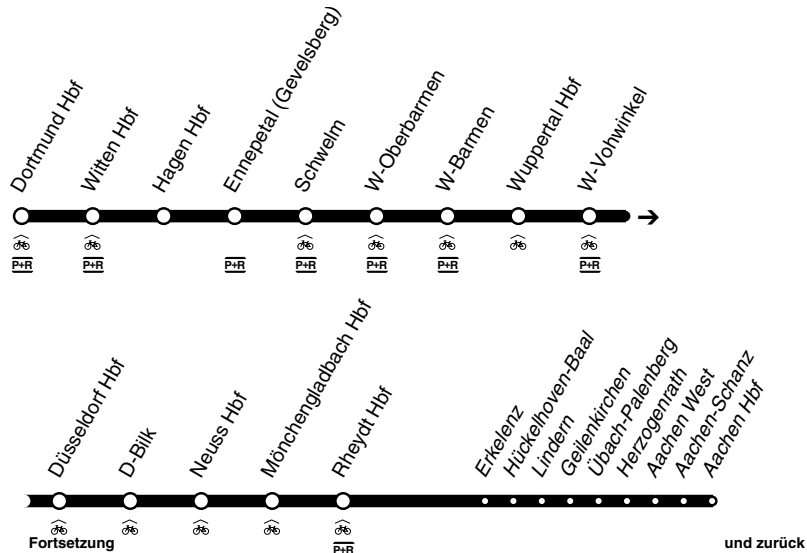 Dortmund Hbf
Witten Hbf
Hagen Hbf
Ennepetal (Gevelsberg)
Schwelm
W-Oberbarmen
W-Barmen
Wuppertal Hbf
W-Vohwinkel
P+R
P+R
P+R
P+R
P+R
P+R
P+R
Düsseldorf Hbf
D-Bilk
Neuss Hbf
Mönchengladbach Hbf
Rheydt Hbf
Erkelenz
Hückelhoven-Baal
Lindern
Geilenkirchen
Übach-Palenberg
Herzogenrath
Aachen West
Aachen-Schanz
Aachen Hbf
P+R
Fortsetzung
und zurück